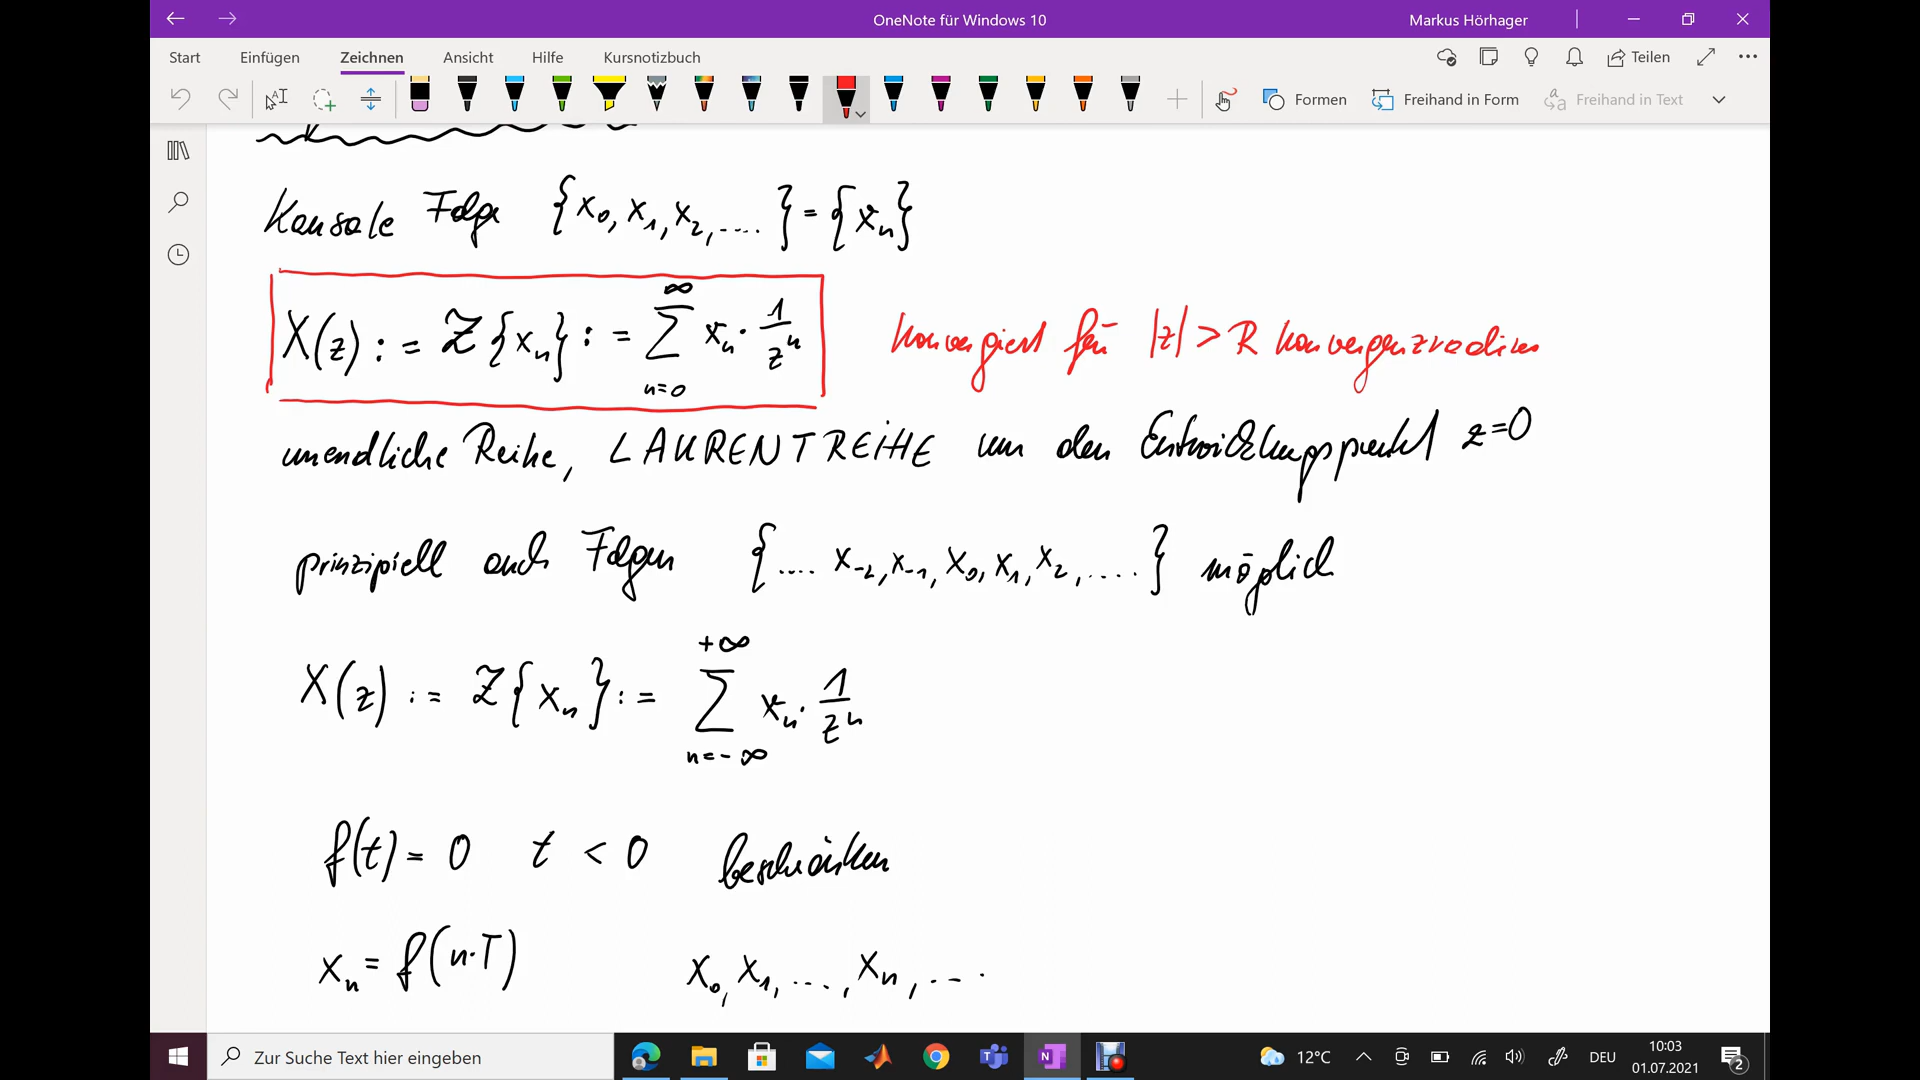 OneNote für Windows 10
Markus Hörhager
Start Einfügen Zeichnen Ansicht Hilfe Kursnotizbuch Teilen
Formen Freihand in Form Freihand in Text
Kausale Folge {x₀, x₁, x₂, ....} = {xₙ}
X(z) := Z{xₙ} := ∑ₙ₌₀^∞ xₙ · 1/zⁿ konvergiert für |z| > R Konvergenzradius
unendliche Reihe, LAURENTREIHE um den Entwicklungspunkt z=0
prinzipiell auch Folgen {.... x₋₂, x₋₁, x₀, x₁, x₂, ....} möglich
X(z) := Z{xₙ} := ∑ₙ₌₋∞^+∞ xₙ · 1/zⁿ
f(t) = 0 t < 0 beschränken
xₙ = f(n·T) x₀, x₁, ...., xₙ, ....
Zur Suche Text hier eingeben
12°C
DEU
10:03
01.07.2021
2